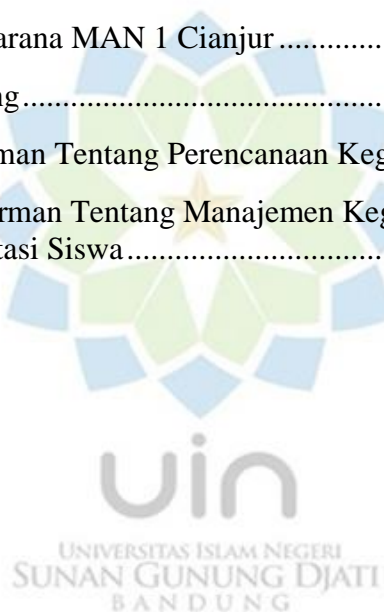 arana MAN 1 Cianjur ................
ng....................................................
man Tentang Perencanaan Keg
rman Tentang Manajemen Keg
tasi Siswa....................................
uin
UNIVERSITAS ISLAM NEGERI
SUNAN GUNUNG DJATI
BANDUNG